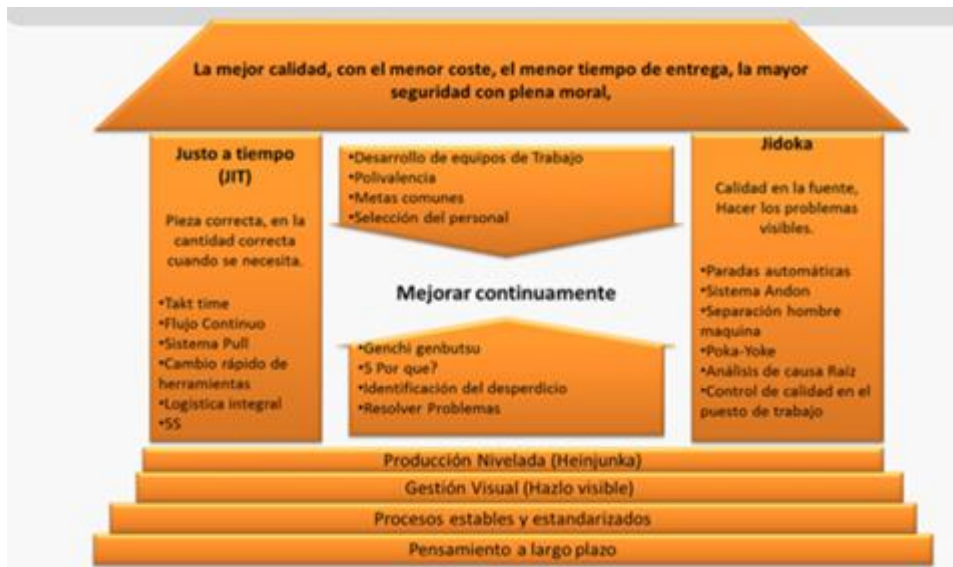 La mejor calidad, con el menor coste, el menor tiempo de entrega, la mayor
seguridad con plena moral,
Justo a tiempo
(JIT)
Pieza correcta, en la
cantidad correcta
cuando se necesita.
•Takt time
•Flujo Continuo
•Sistema Pull
•Cambio rápido de
herramientas
•Logística integral
•5S
•Desarrollo de equipos de Trabajo
•Polivalencia
•Metas comunes
•Selección del personal
Mejorar continuamente
•Genchi genbutsu
•5 Por que?
•Identificación del desperdicio
•Resolver Problemas
Jidoka
Calidad en la fuente,
Hacer los problemas
visibles.
•Paradas automáticas
•Sistema Andon
•Separación hombre
maquina
•Poka-Yoke
•Análisis de causa Raíz
•Control de calidad en el
puesto de trabajo
Producción Nivelada (Heinjunka)
Gestión Visual (Hazlo visible)
Procesos estables y estandarizados
Pensamiento a largo plazo